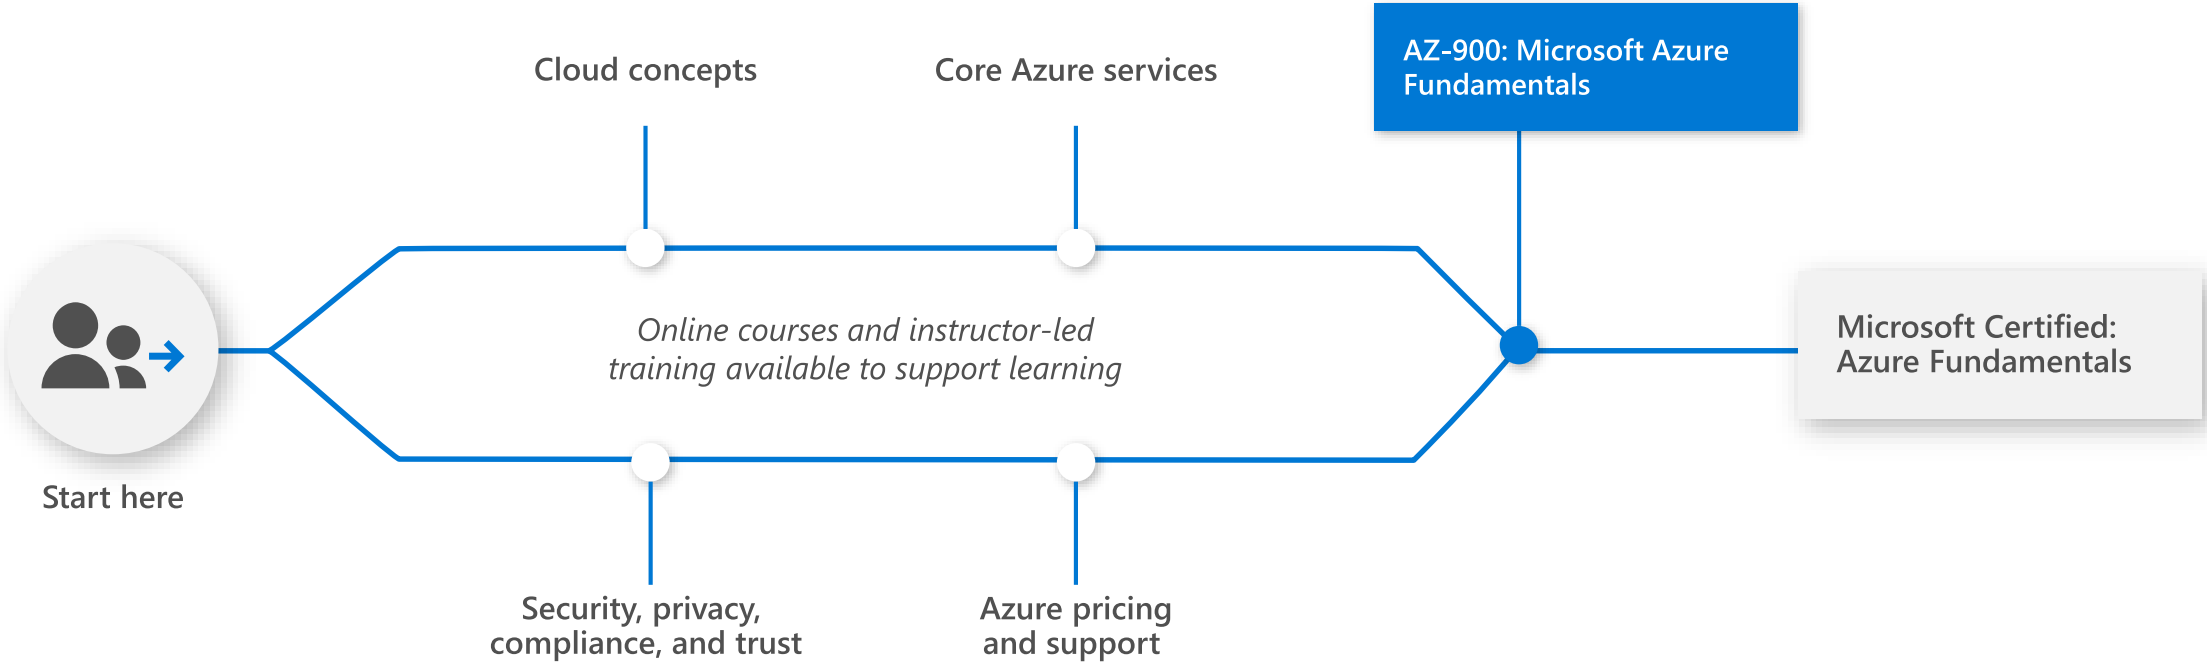 Cloud concepts
Core Azure services
AZ-900: Microsoft Azure
Fundamentals
Online courses and instructor-led
training available to support learning
Microsoft Certified:
Azure Fundamentals
Start here
Security, privacy,
compliance, and trust
Azure pricing
and support